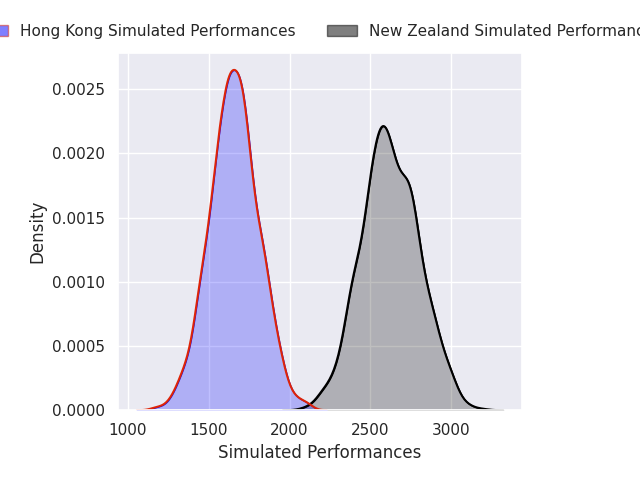 Hong Kong Simulated Performances New Zealand Simulated Performanc
0.0025
0.0020
0.0015
0.0010
0.0005
0.0000
Density
1000 1500 2000 2500 3000
Simulated Performances